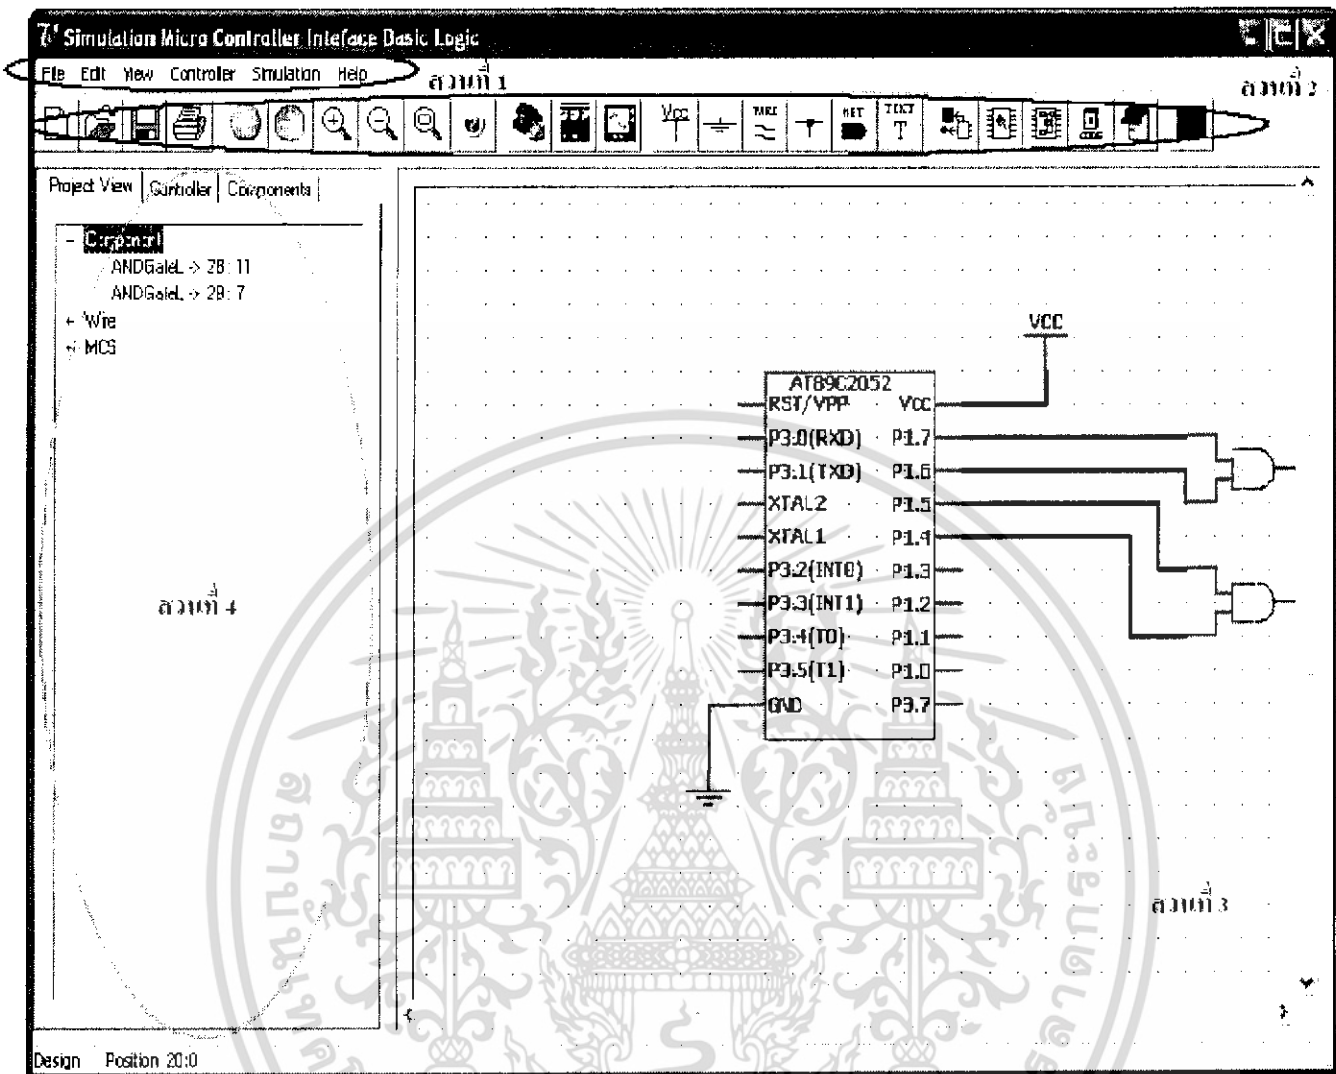 Simulation Micro Controller Inteface Basic Logic
File Edit View Controller Simulation Help
ส่วนที่ 1
ส่วนที่ 2
Vcc
WIRE
NET
TEXT
T
Project View Controller Components
Component
ANDGateL -> 28: 11
ANDGateL -> 29: 7
Wire
MCS
ส่วนที่ 4
VCC
AT89C2052
RST/VPP VCC
P3.0(RXD) P1.7
P3.1(TXD) P1.6
XTAL2 P1.5
XTAL1 P1.4
P3.2(INT0) P1.3
P3.3(INT1) P1.2
P3.4(T0) P1.1
P3.5(T1) P1.0
GND P3.7
ส่วนที่ 3
Design Position 20:0